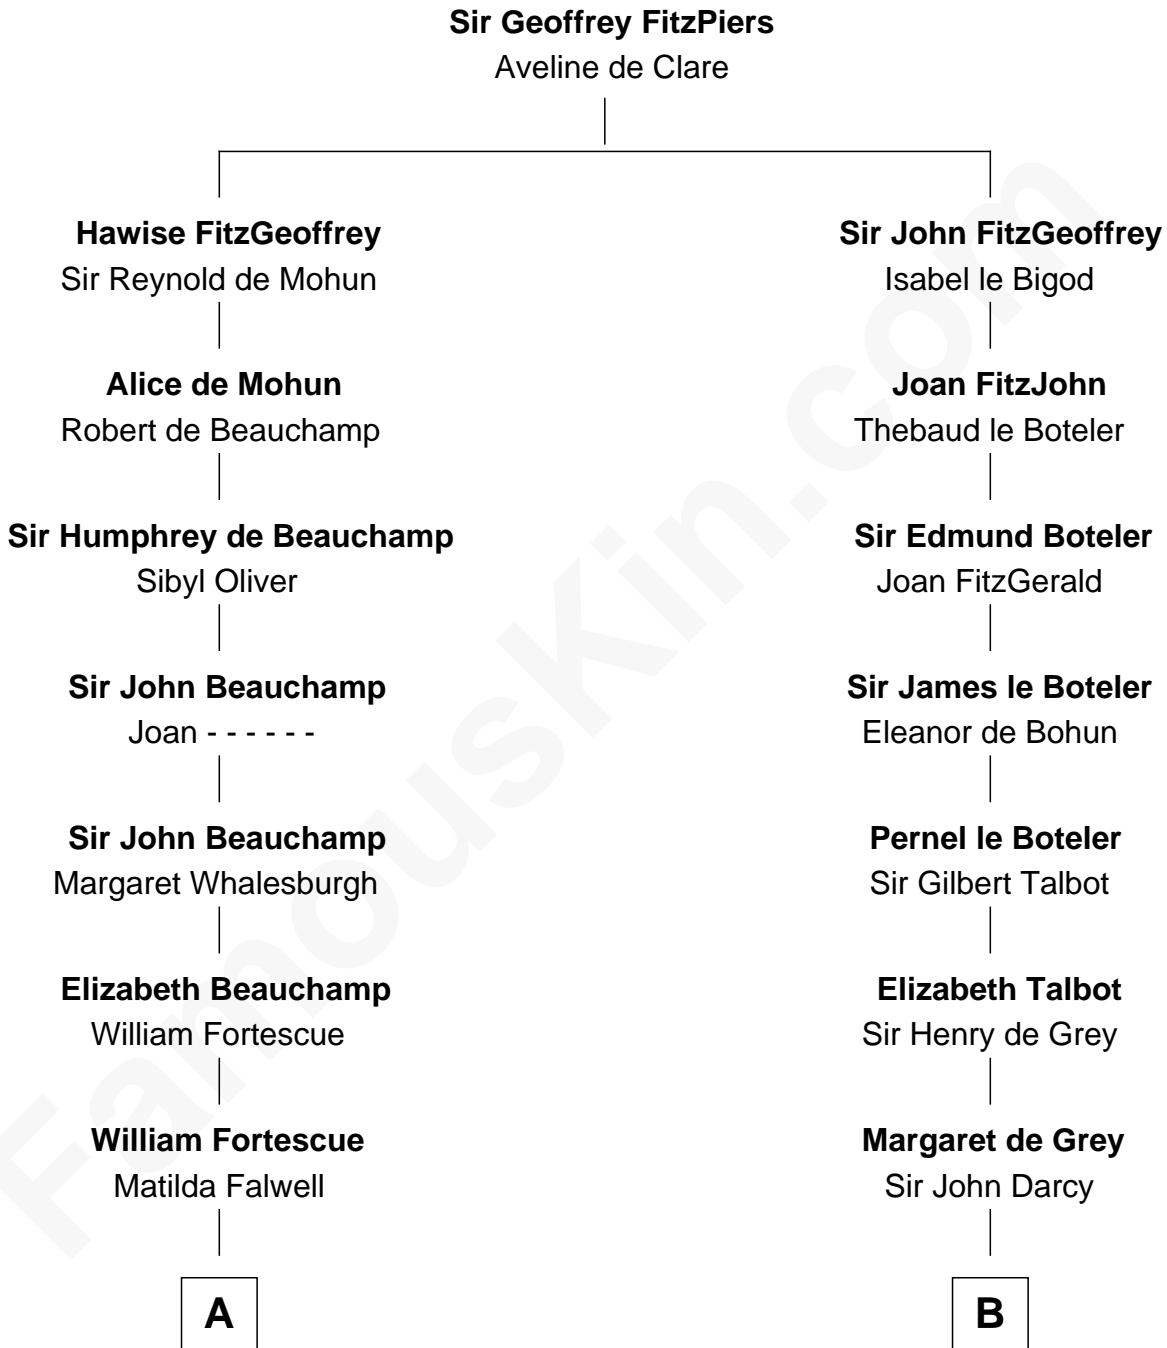 Sir Geoffrey FitzPiers
Aveline de Clare
Hawise FitzGeoffrey
Sir Reynold de Mohun
Alice de Mohun
Robert de Beauchamp
Sir Humphrey de Beauchamp
Sibyl Oliver
Sir John Beauchamp
Joan - - - - - -
Sir John Beauchamp
Margaret Whalesburgh
Elizabeth Beauchamp
William Fortescue
William Fortescue
Matilda Falwell
A
Sir John FitzGeoffrey
Isabel le Bigod
Joan FitzJohn
Thebaud le Boteler
Sir Edmund Boteler
Joan FitzGerald
Sir James le Boteler
Eleanor de Bohun
Pernel le Boteler
Sir Gilbert Talbot
Elizabeth Talbot
Sir Henry de Grey
Margaret de Grey
Sir John Darcy
B
FamousKin.com